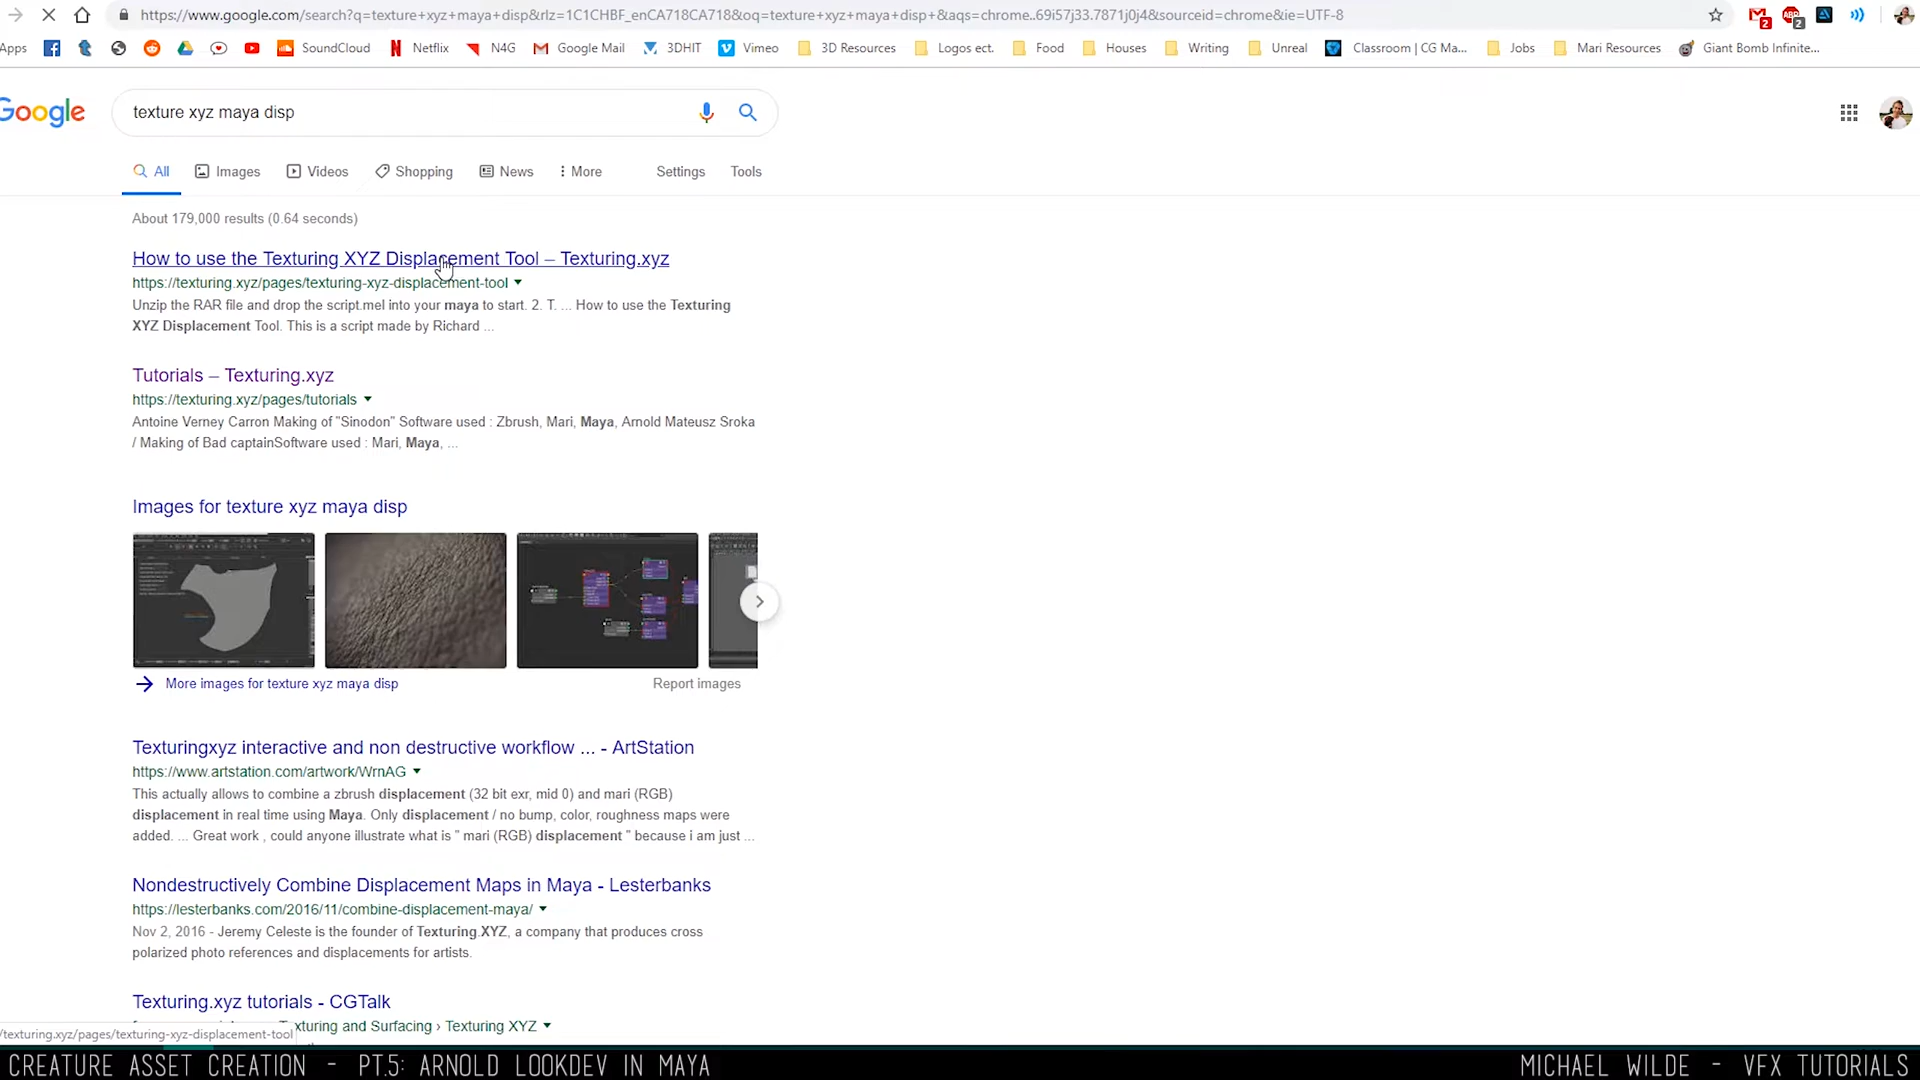 https://www.google.com/search?q=texture+xyz+maya+disp&rlz=1C1CHBF_enCA718CA718&oq=texture+xyz+maya+disp+&aqs=chrome..69i57j33.7871j0j4&sourceid=chrome&ie=UTF-8
2 ABP 2
Apps SoundCloud Netflix N4G Google Mail 3DHIT Vimeo 3D Resources Logos ect. Food Houses Writing Unreal Classroom | CG Ma... Jobs Mari Resources Giant Bomb Infinite...
Google texture xyz maya disp
All Images Videos Shopping News More Settings Tools
About 179,000 results (0.64 seconds)
How to use the Texturing XYZ Displacement Tool – Texturing.xyz
https://texturing.xyz/pages/texturing-xyz-displacement-tool
Unzip the RAR file and drop the script.mel into your maya to start. 2. T. ... How to use the Texturing
XYZ Displacement Tool. This is a script made by Richard ...
Tutorials – Texturing.xyz
https://texturing.xyz/pages/tutorials
Antoine Verney Carron Making of "Sinodon" Software used : Zbrush, Mari, Maya, Arnold Mateusz Sroka
/ Making of Bad captainSoftware used : Mari, Maya, ...
Images for texture xyz maya disp
More images for texture xyz maya disp Report images
Texturingxyz interactive and non destructive workflow ... - ArtStation
https://www.artstation.com/artwork/WrnAG
This actually allows to combine a zbrush displacement (32 bit exr, mid 0) and mari (RGB)
displacement in real time using Maya. Only displacement / no bump, color, roughness maps were
added. ... Great work , could anyone illustrate what is " mari (RGB) displacement " because i am just ...
Nondestructively Combine Displacement Maps in Maya - Lesterbanks
https://lesterbanks.com/2016/11/combine-displacement-maya/
Nov 2, 2016 - Jeremy Celeste is the founder of Texturing.XYZ, a company that produces cross
polarized photo references and displacements for artists.
Texturing.xyz tutorials - CGTalk
xturing and Surfacing › Texturing XYZ
/texturing.xyz/pages/texturing-xyz-displacement-tool
CREATURE ASSET CREATION - PT.5: ARNOLD LOOKDEV IN MAYA MICHAEL WILDE - VFX TUTORIALS